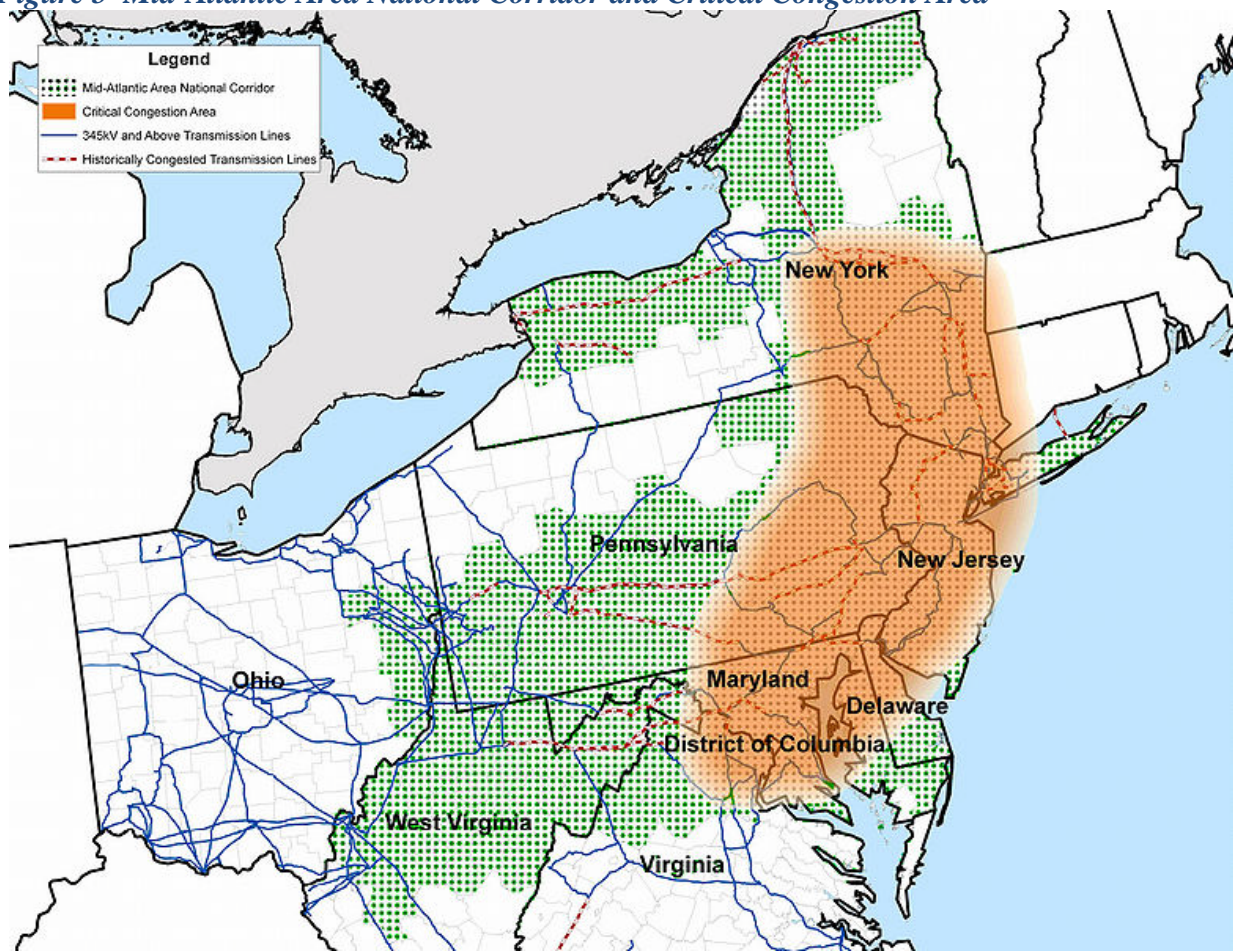 Figure 3 Mid-Atlantic Area National Corridor and Critical Congestion Area
Legend
Mid-Atlantic Area National Corridor
Critical Congestion Area
345kV and Above Transmission Lines
Historically Congested Transmission Lines
New York
Pennsylvania
New Jersey
Ohio
Maryland
Delaware
District of Columbia
West Virginia
Virginia